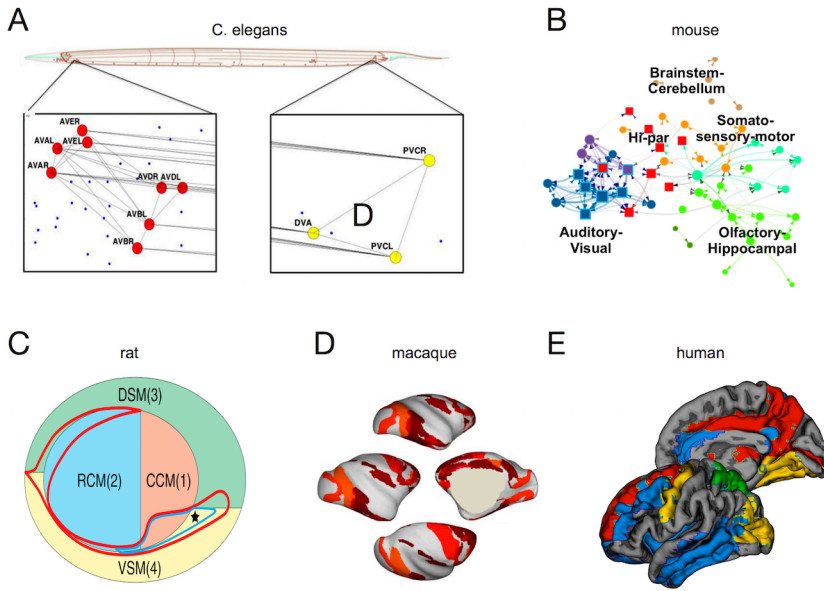 A
C. elegans
AVER
AVAL
AVEL
AVAR
AVDR
AVDL
AVBL
AVBR
PVCR
D
DVA
PVCL
B
mouse
Brainstem-
Cerebellum
Somato-
sensory-motor
Hi-par
Auditory-
Visual
Olfactory-
Hippocampal
C
rat
DSM(3)
RCM(2)
CCM(1)
VSM(4)
D
macaque
E
human